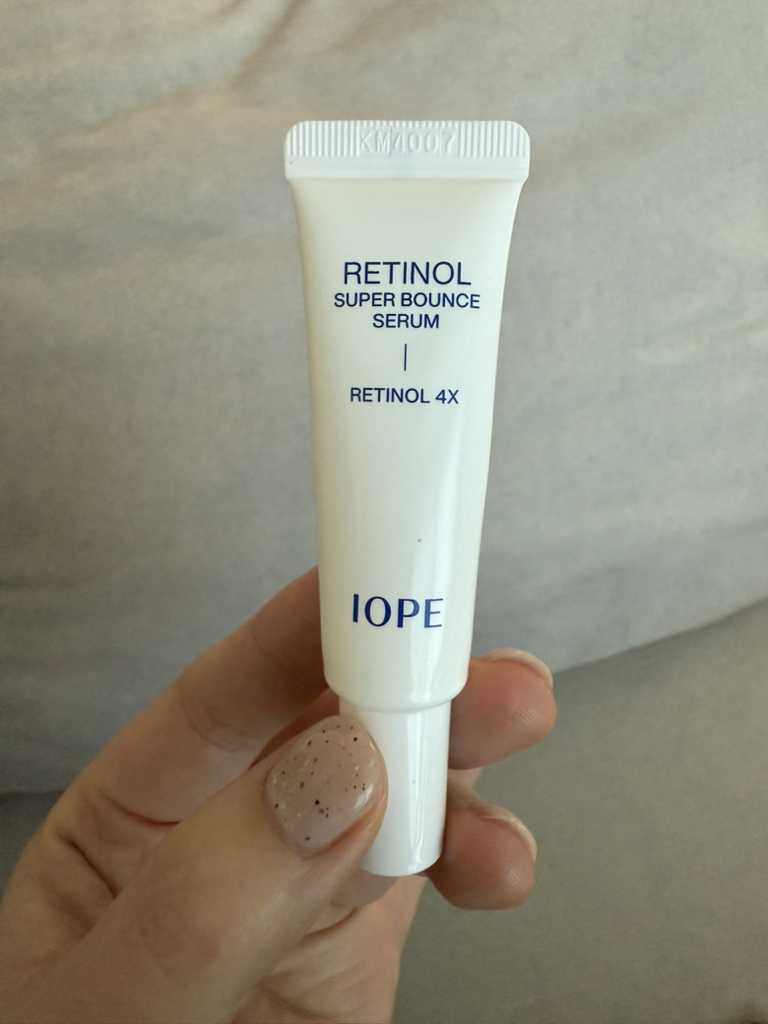 KM4007
RETINOL
SUPER BOUNCE
SERUM
RETINOL 4X
IOPE